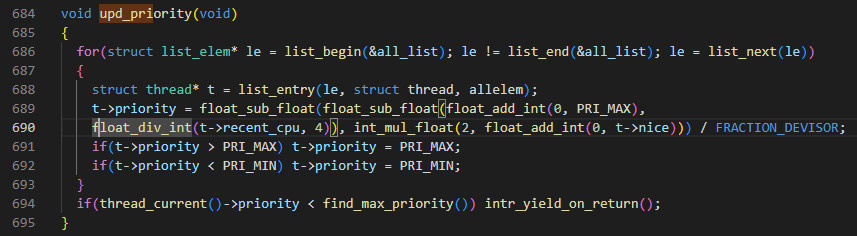 684 void upd_priority(void)
685 {
686 for(struct list_elem* le = list_begin(&all_list); le != list_end(&all_list); le = list_next(le))
687 {
688 struct thread* t = list_entry(le, struct thread, allelem);
689 t->priority = float_sub_float(float_sub_float(float_add_int(0, PRI_MAX),
690 float_div_int(t->recent_cpu, 4)), int_mul_float(2, float_add_int(0, t->nice))) / FRACTION_DEVISOR;
691 if(t->priority > PRI_MAX) t->priority = PRI_MAX;
692 if(t->priority < PRI_MIN) t->priority = PRI_MIN;
693 }
694 if(thread_current()->priority < find_max_priority()) intr_yield_on_return();
695 }